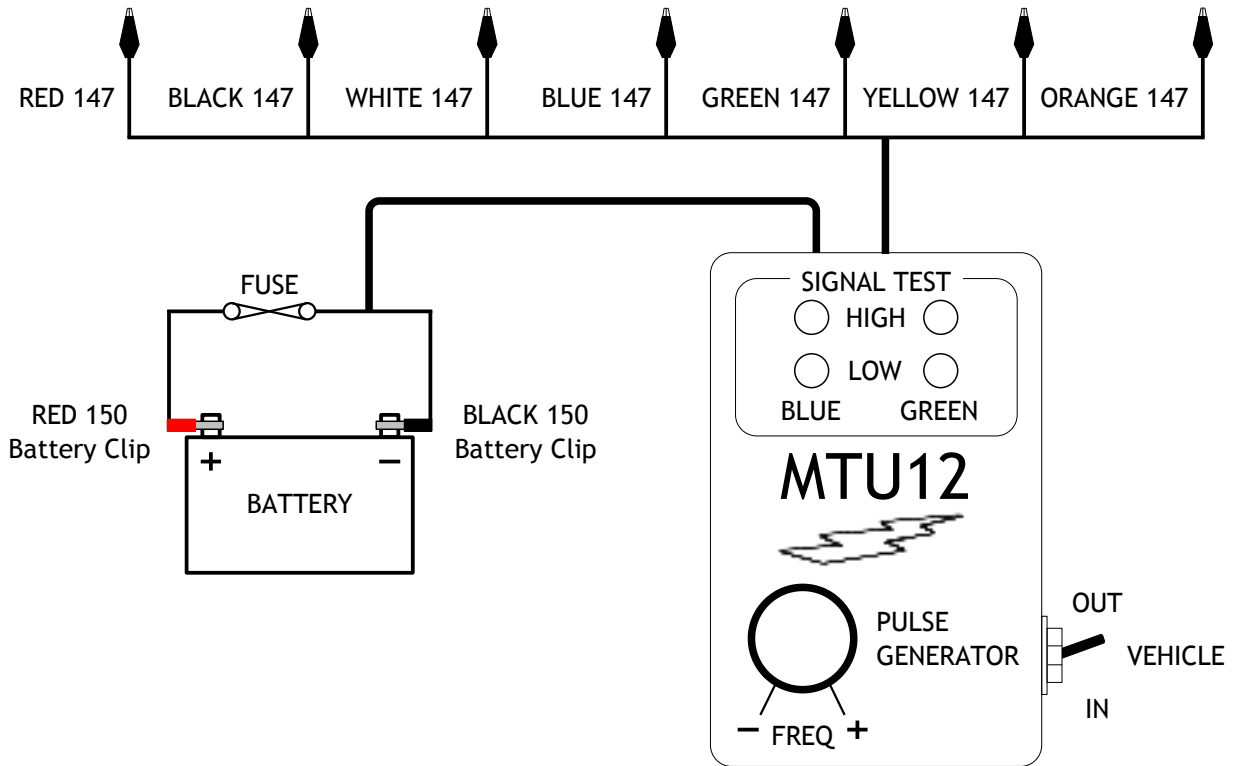 RED 147
BLACK 147
WHITE 147
BLUE 147
GREEN 147
YELLOW 147
ORANGE 147
FUSE
RED 150
Battery Clip
BLACK 150
Battery Clip
+
−
BATTERY
SIGNAL TEST
HIGH
LOW
BLUE
GREEN
MTU12
PULSE
GENERATOR
− FREQ +
OUT
VEHICLE
IN